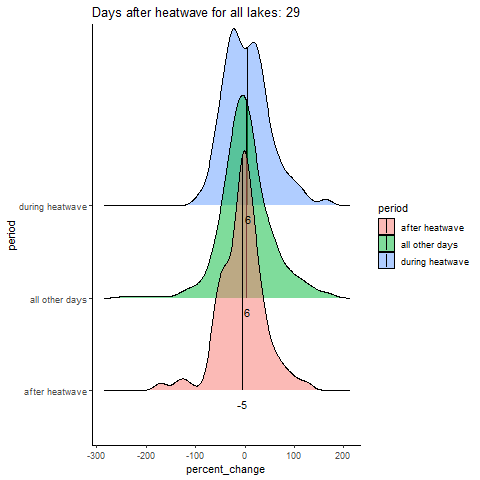 Days after heatwave for all lakes: 29
during heatwave
6
all other days
6
after heatwave
-5
period
-300
-200
-100
0
100
200
percent_change
period
after heatwave
all other days
during heatwave